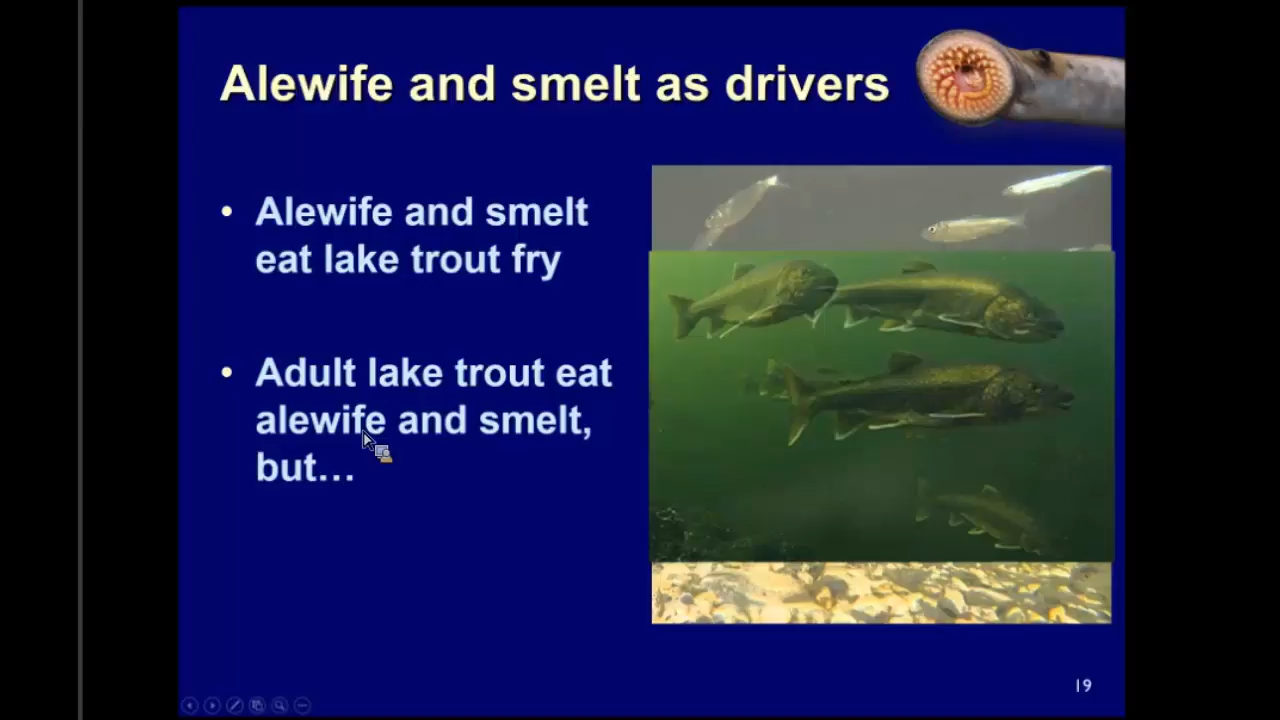 Alewife and smelt as drivers
• Alewife and smelt
eat lake trout fry
• Adult lake trout eat
alewife and smelt,
but…
19